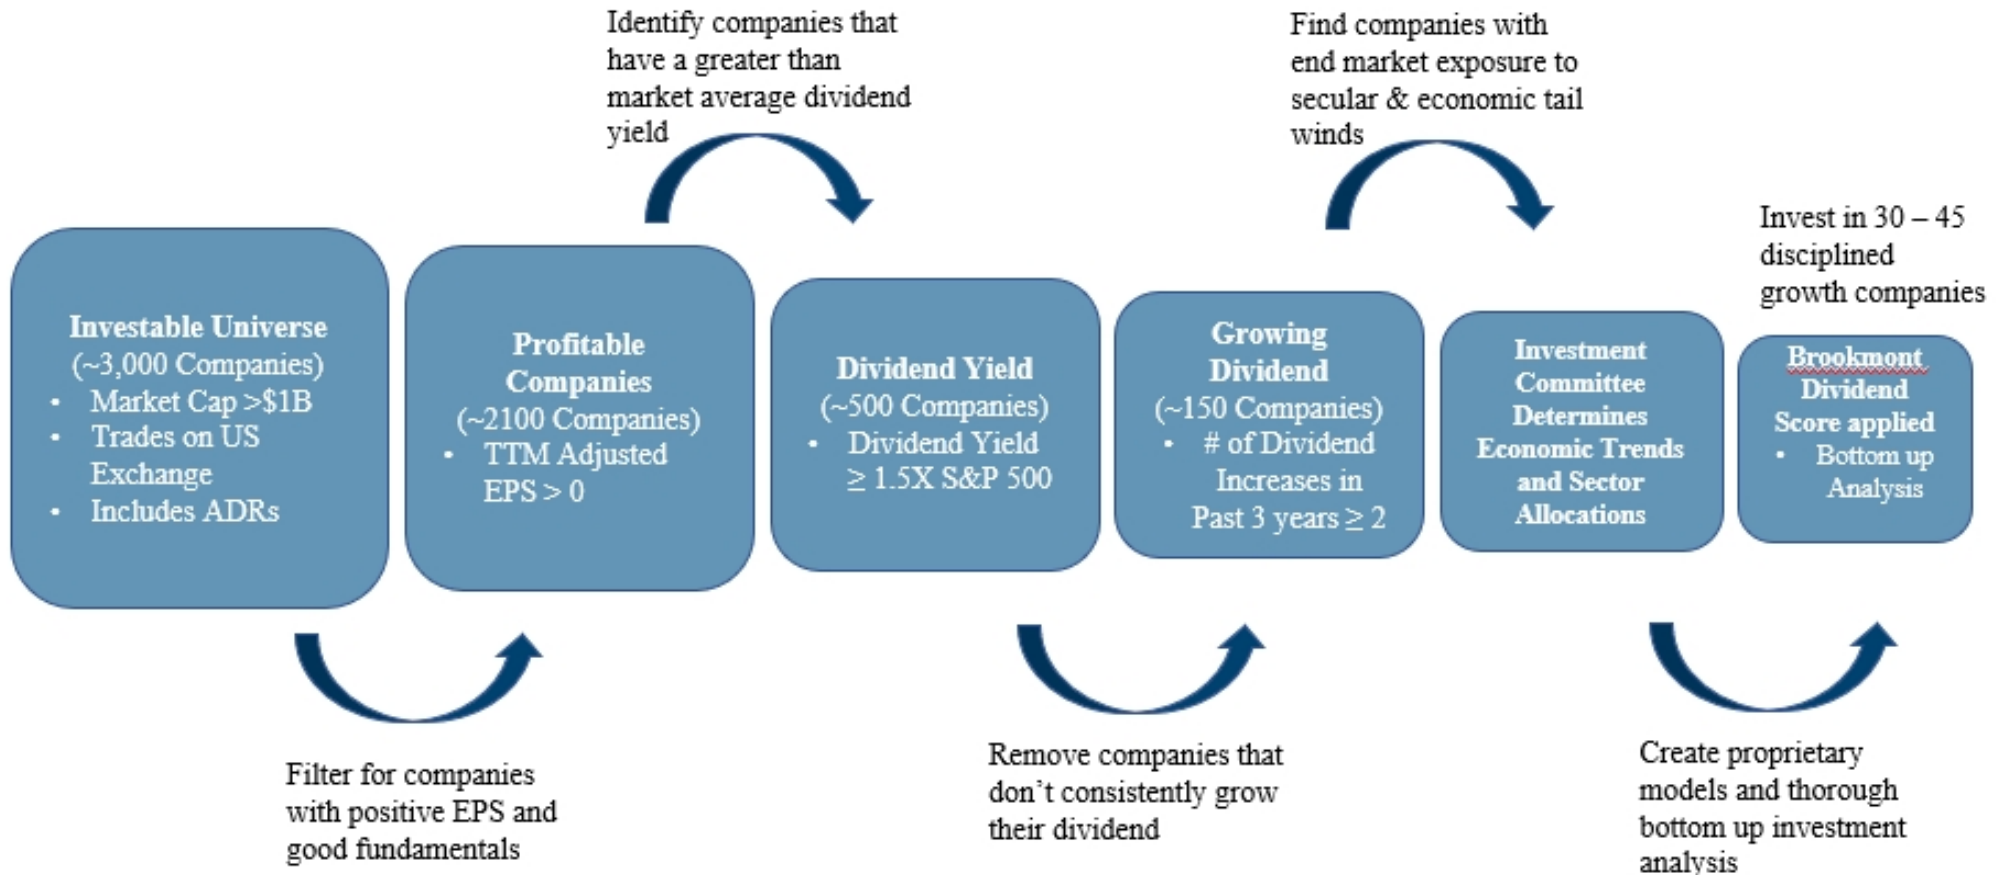 Identify companies that
have a greater than
market average dividend
yield
Find companies with
end market exposure to
secular & economic tail
winds
Invest in 30 – 45
disciplined
growth companies
Investable Universe
(~3,000 Companies)
• Market Cap >$1B
• Trades on US
Exchange
• Includes ADRs
Profitable
Companies
(~2100 Companies)
• TTM Adjusted
EPS > 0
Dividend Yield
(~500 Companies)
• Dividend Yield
≥ 1.5X S&P 500
Growing
Dividend
(~150 Companies)
• # of Dividend
Increases in
Past 3 years ≥ 2
Investment
Committee
Determines
Economic Trends
and Sector
Allocations
Brookmont
Dividend
Score applied
• Bottom up
Analysis
Filter for companies
with positive EPS and
good fundamentals
Remove companies that
don’t consistently grow
their dividend
Create proprietary
models and thorough
bottom up investment
analysis